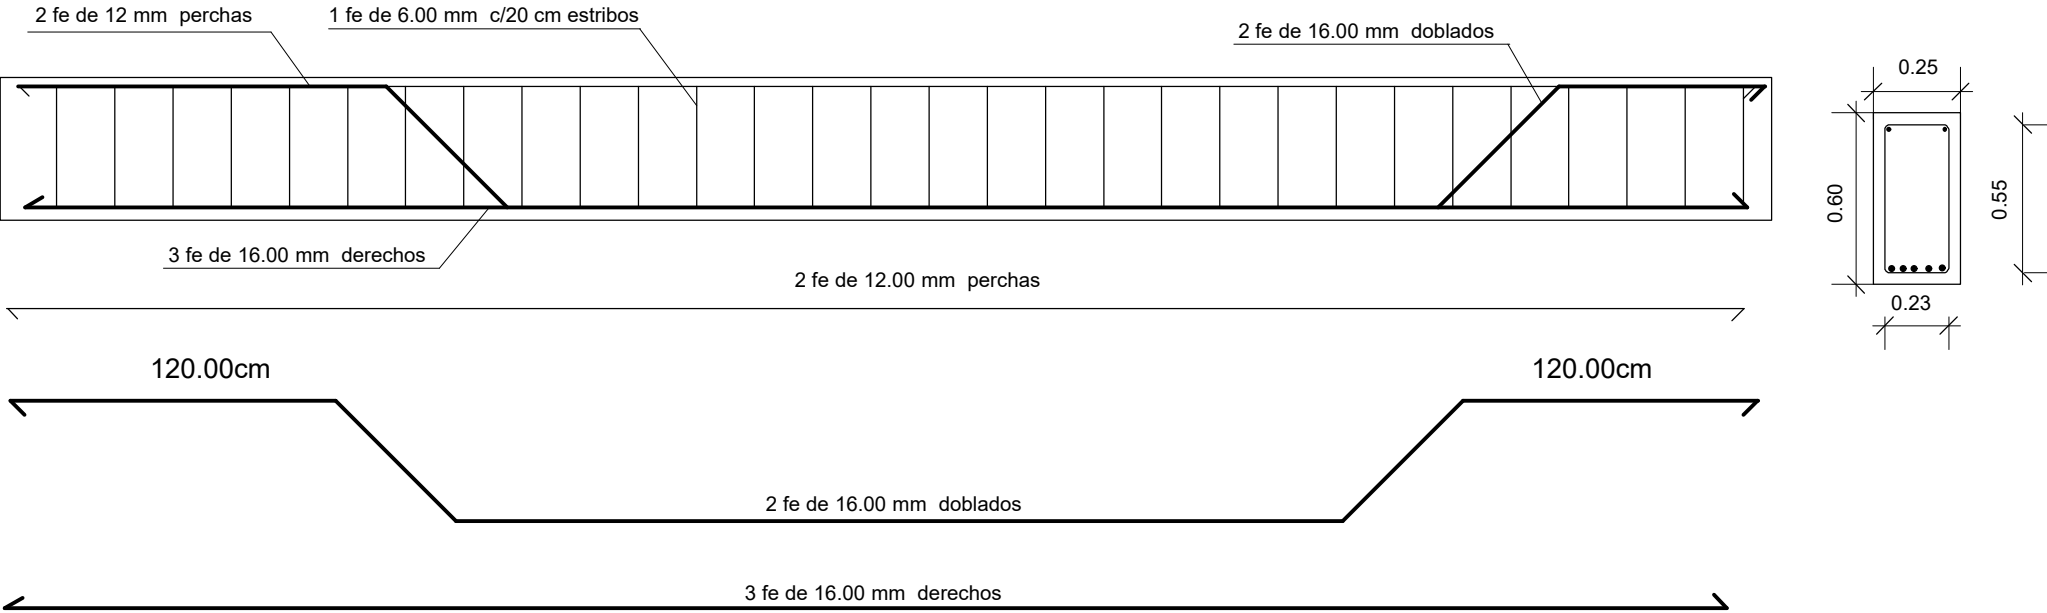 2 fe de 12 mm perchas
1 fe de 6.00 mm c/20 cm estribos
2 fe de 16.00 mm doblados
0.25
0.60
0.55
3 fe de 16.00 mm derechos
2 fe de 12.00 mm perchas
0.23
120.00cm
120.00cm
2 fe de 16.00 mm doblados
3 fe de 16.00 mm derechos